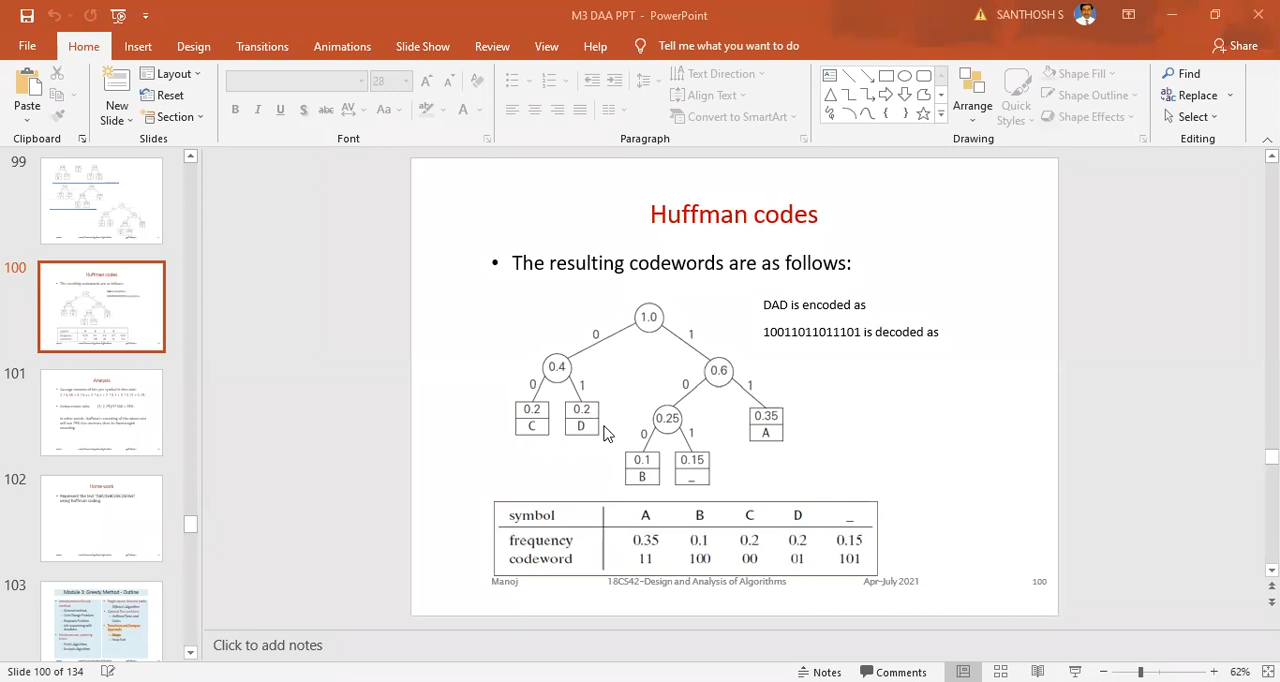 M3 DAA PPT - PowerPoint
SANTHOSH S
File Home Insert Design Transitions Animations Slide Show Review View Help Tell me what you want to do Share
Paste
Clipboard
New Slide
Layout
Reset
Section
Slides
28
B I U S abc AV Aa A
Font
Text Direction
Align Text
Convert to SmartArt
Paragraph
Arrange
Quick Styles
Shape Fill
Shape Outline
Shape Effects
Drawing
Find
Replace
Select
Editing
99
100
101
102
103
Huffman codes
• The resulting codewords are as follows:
DAD is encoded as
10011011011101 is decoded as
1.0
0 1
0.4 0.6
0 1 0 1
0.2 0.2 0.25 0.35
C D A
0 1
0.1 0.15
B _
symbol A B C D _
frequency 0.35 0.1 0.2 0.2 0.15
codeword 11 100 00 01 101
Manoj 18CS42-Design and Analysis of Algorithms Apr-July 2021 100
Click to add notes
Slide 100 of 134
Notes Comments 62%